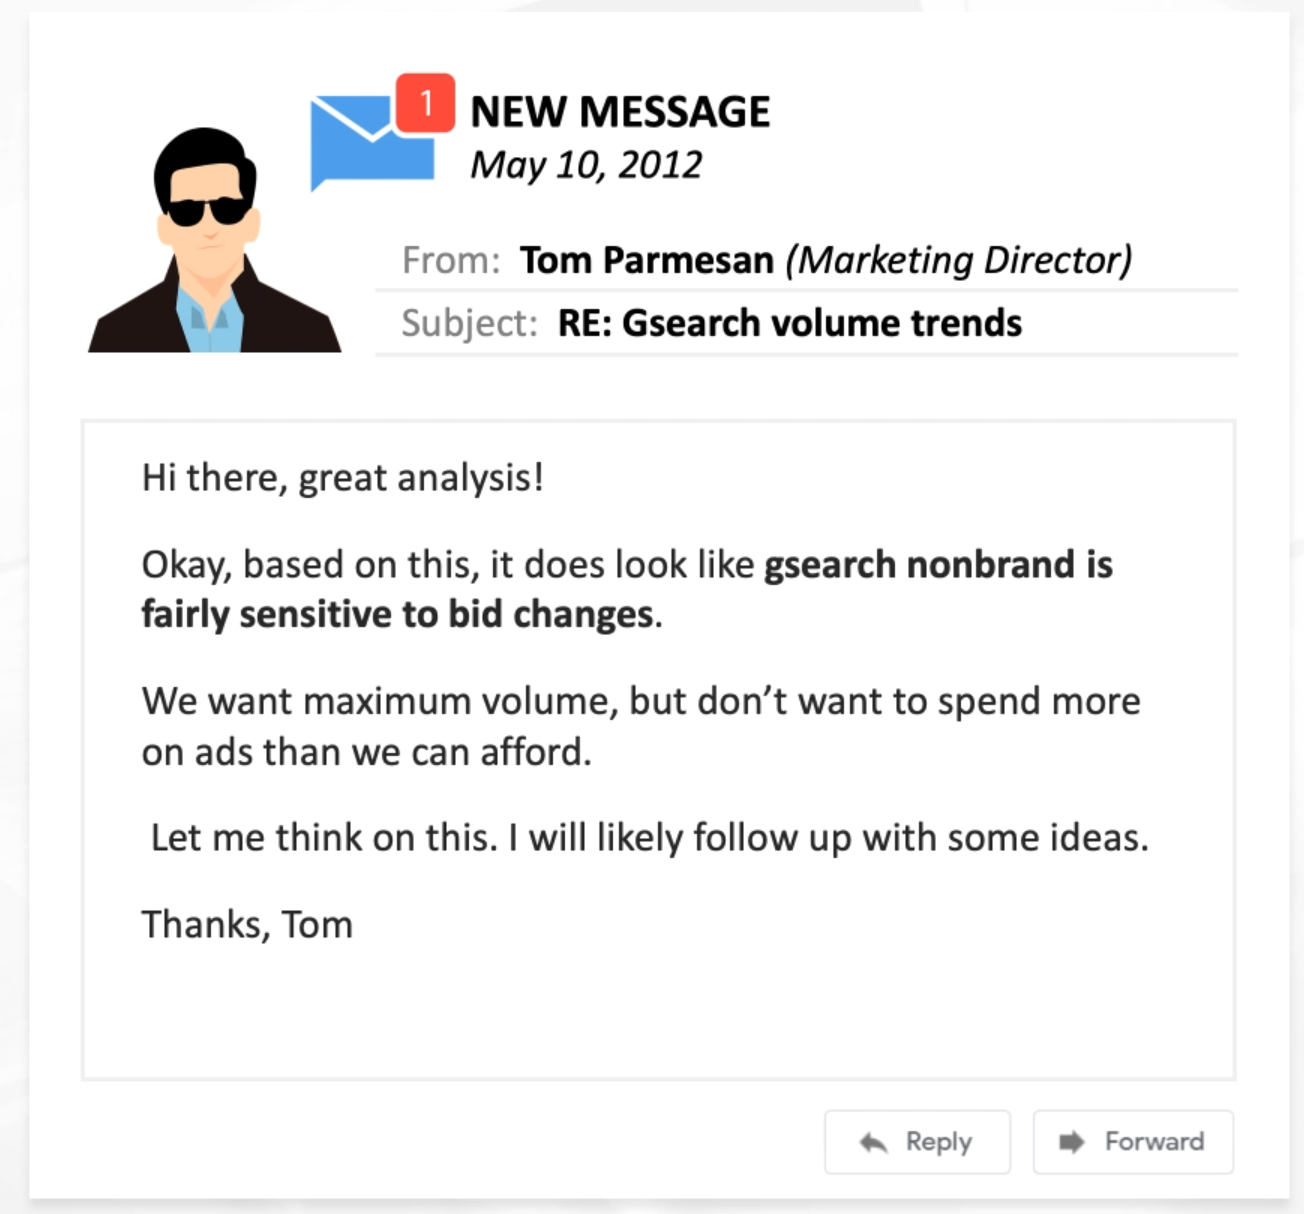 1
NEW MESSAGE
May 10, 2012
From: Tom Parmesan (Marketing Director)
Subject: RE: Gsearch volume trends
Hi there, great analysis!
Okay, based on this, it does look like gsearch nonbrand is
fairly sensitive to bid changes.
We want maximum volume, but don’t want to spend more
on ads than we can afford.
Let me think on this. I will likely follow up with some ideas.
Thanks, Tom
Reply
Forward